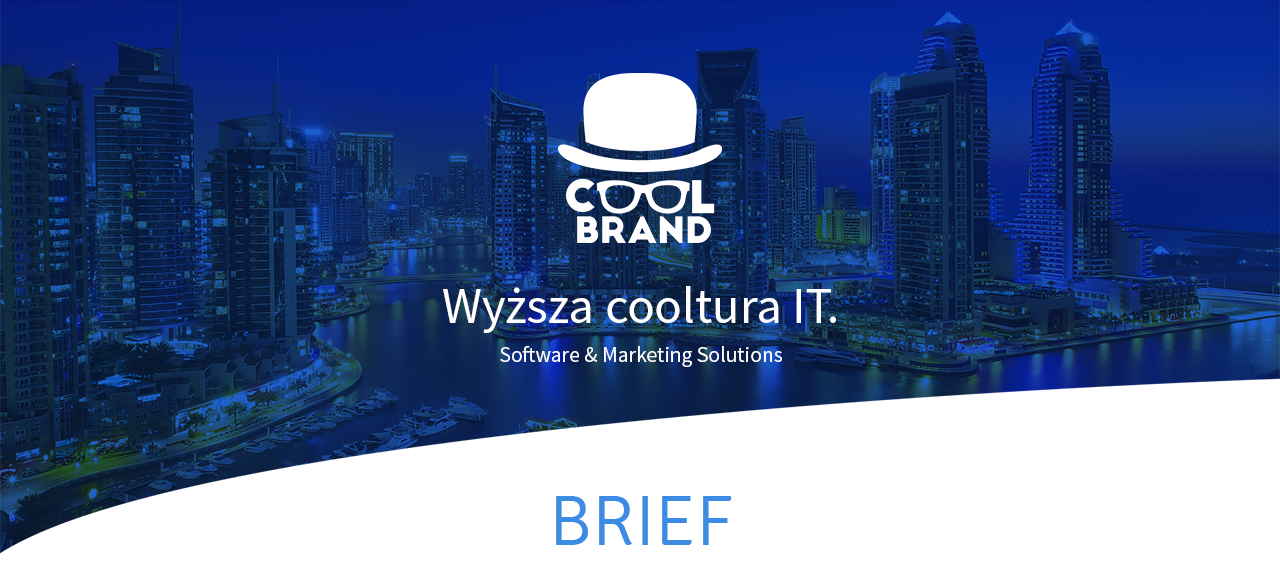 COOL
BRAND
Wyższa cooltura IT.
Software & Marketing Solutions
BRIEF